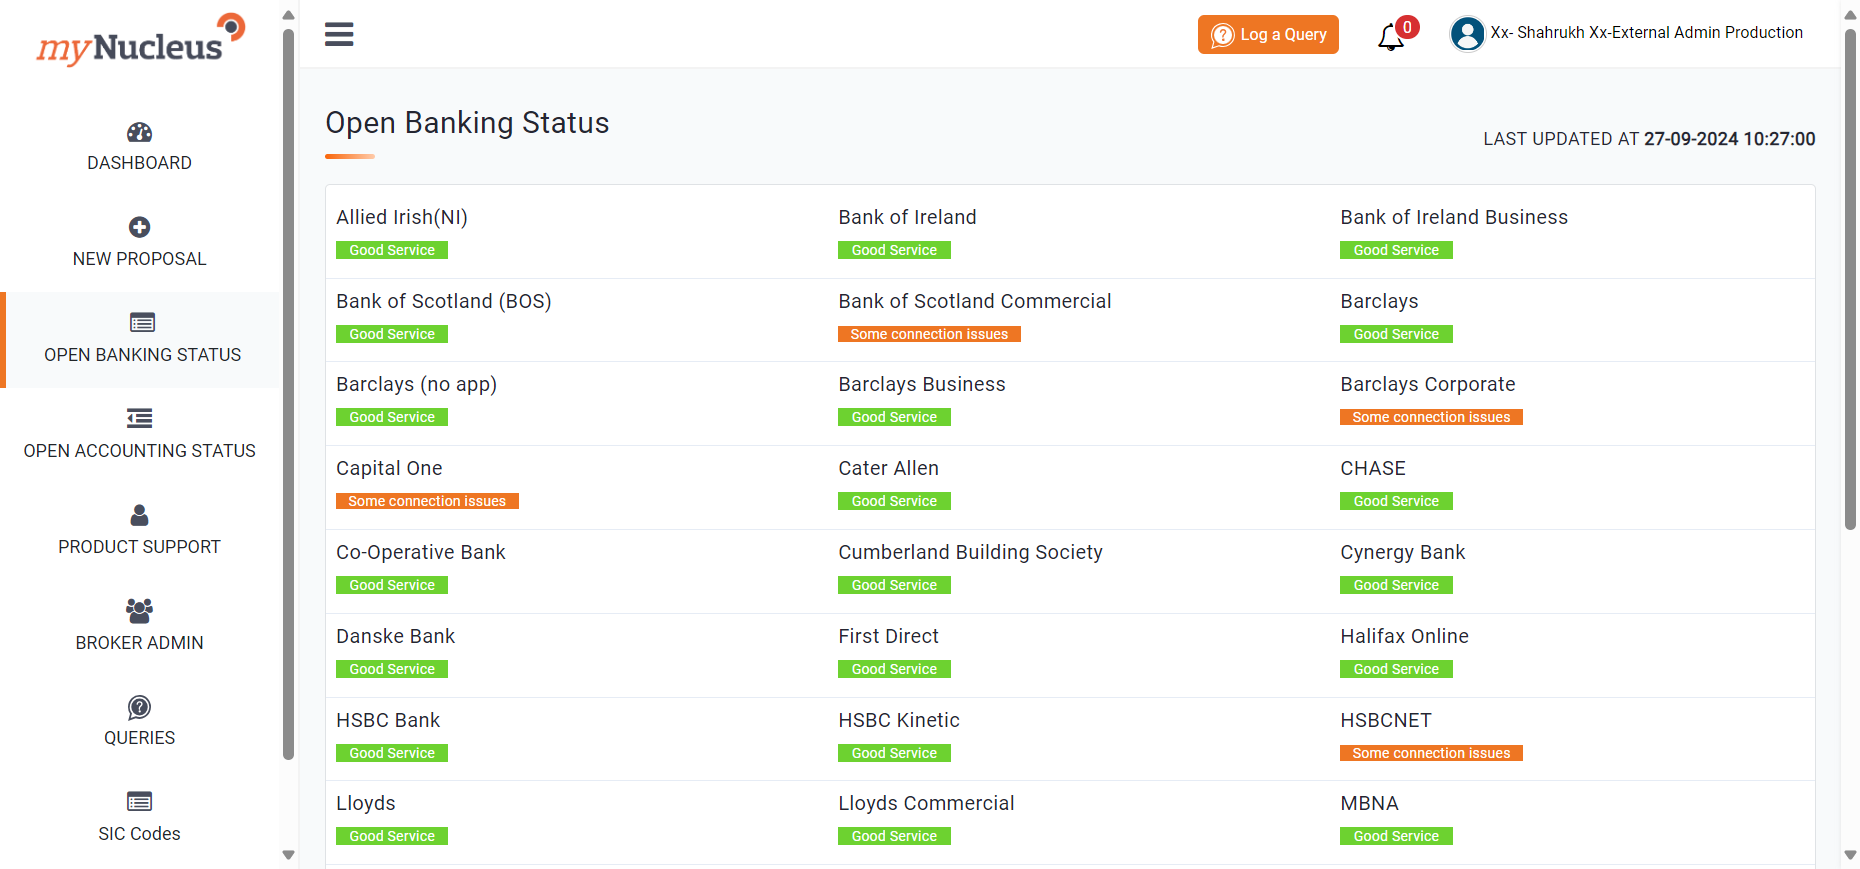 myNucleus
DASHBOARD
NEW PROPOSAL
OPEN BANKING STATUS
OPEN ACCOUNTING STATUS
PRODUCT SUPPORT
BROKER ADMIN
QUERIES
SIC Codes
Log a Query
0
Xx- Shahrukh Xx-External Admin Production
Open Banking Status
LAST UPDATED AT 27-09-2024 10:27:00
Allied Irish(NI)
Good Service
Bank of Ireland
Good Service
Bank of Ireland Business
Good Service
Bank of Scotland (BOS)
Good Service
Bank of Scotland Commercial
Some connection issues
Barclays
Good Service
Barclays (no app)
Good Service
Barclays Business
Good Service
Barclays Corporate
Some connection issues
Capital One
Some connection issues
Cater Allen
Good Service
CHASE
Good Service
Co-Operative Bank
Good Service
Cumberland Building Society
Good Service
Cynergy Bank
Good Service
Danske Bank
Good Service
First Direct
Good Service
Halifax Online
Good Service
HSBC Bank
Good Service
HSBC Kinetic
Good Service
HSBCNET
Some connection issues
Lloyds
Good Service
Lloyds Commercial
Good Service
MBNA
Good Service